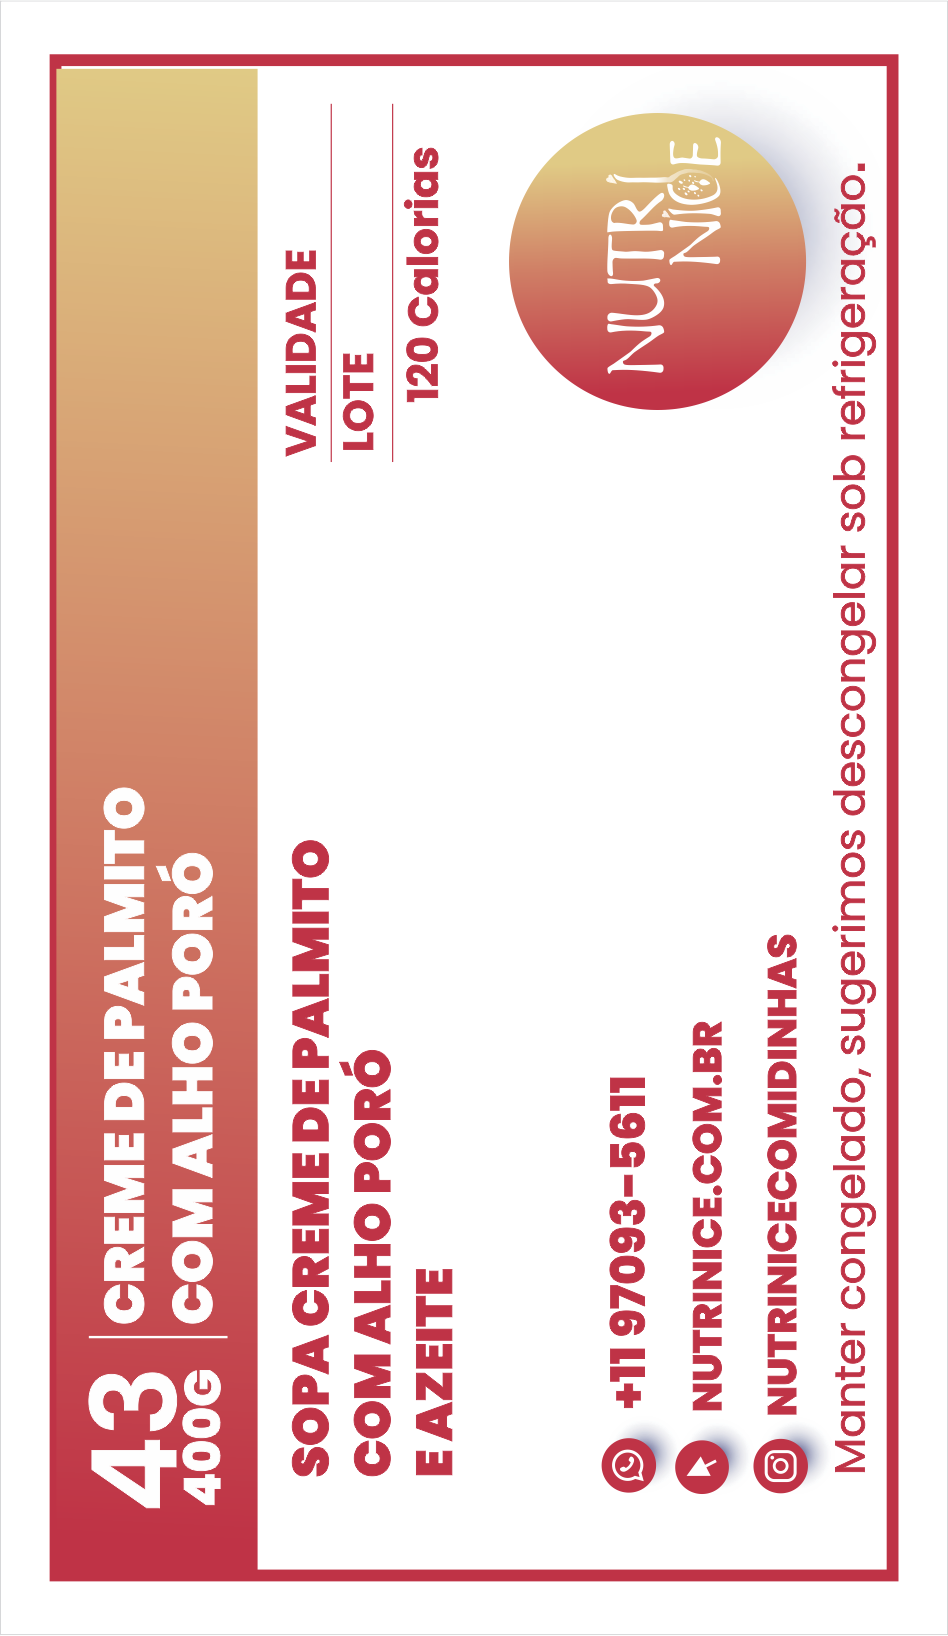 43
400G
CREME DE PALMITO
COM ALHO PORÓ
SOPA CREME DE PALMITO
COM ALHO PORÓ
E AZEITE
VALIDADE
LOTE
120 Calorias
+11 97093-5611
NUTRINICE.COM.BR
NUTRINICECOMIDINHAS
NUTRI
NICE
Manter congelado, sugerimos descongelar sob refrigeração.